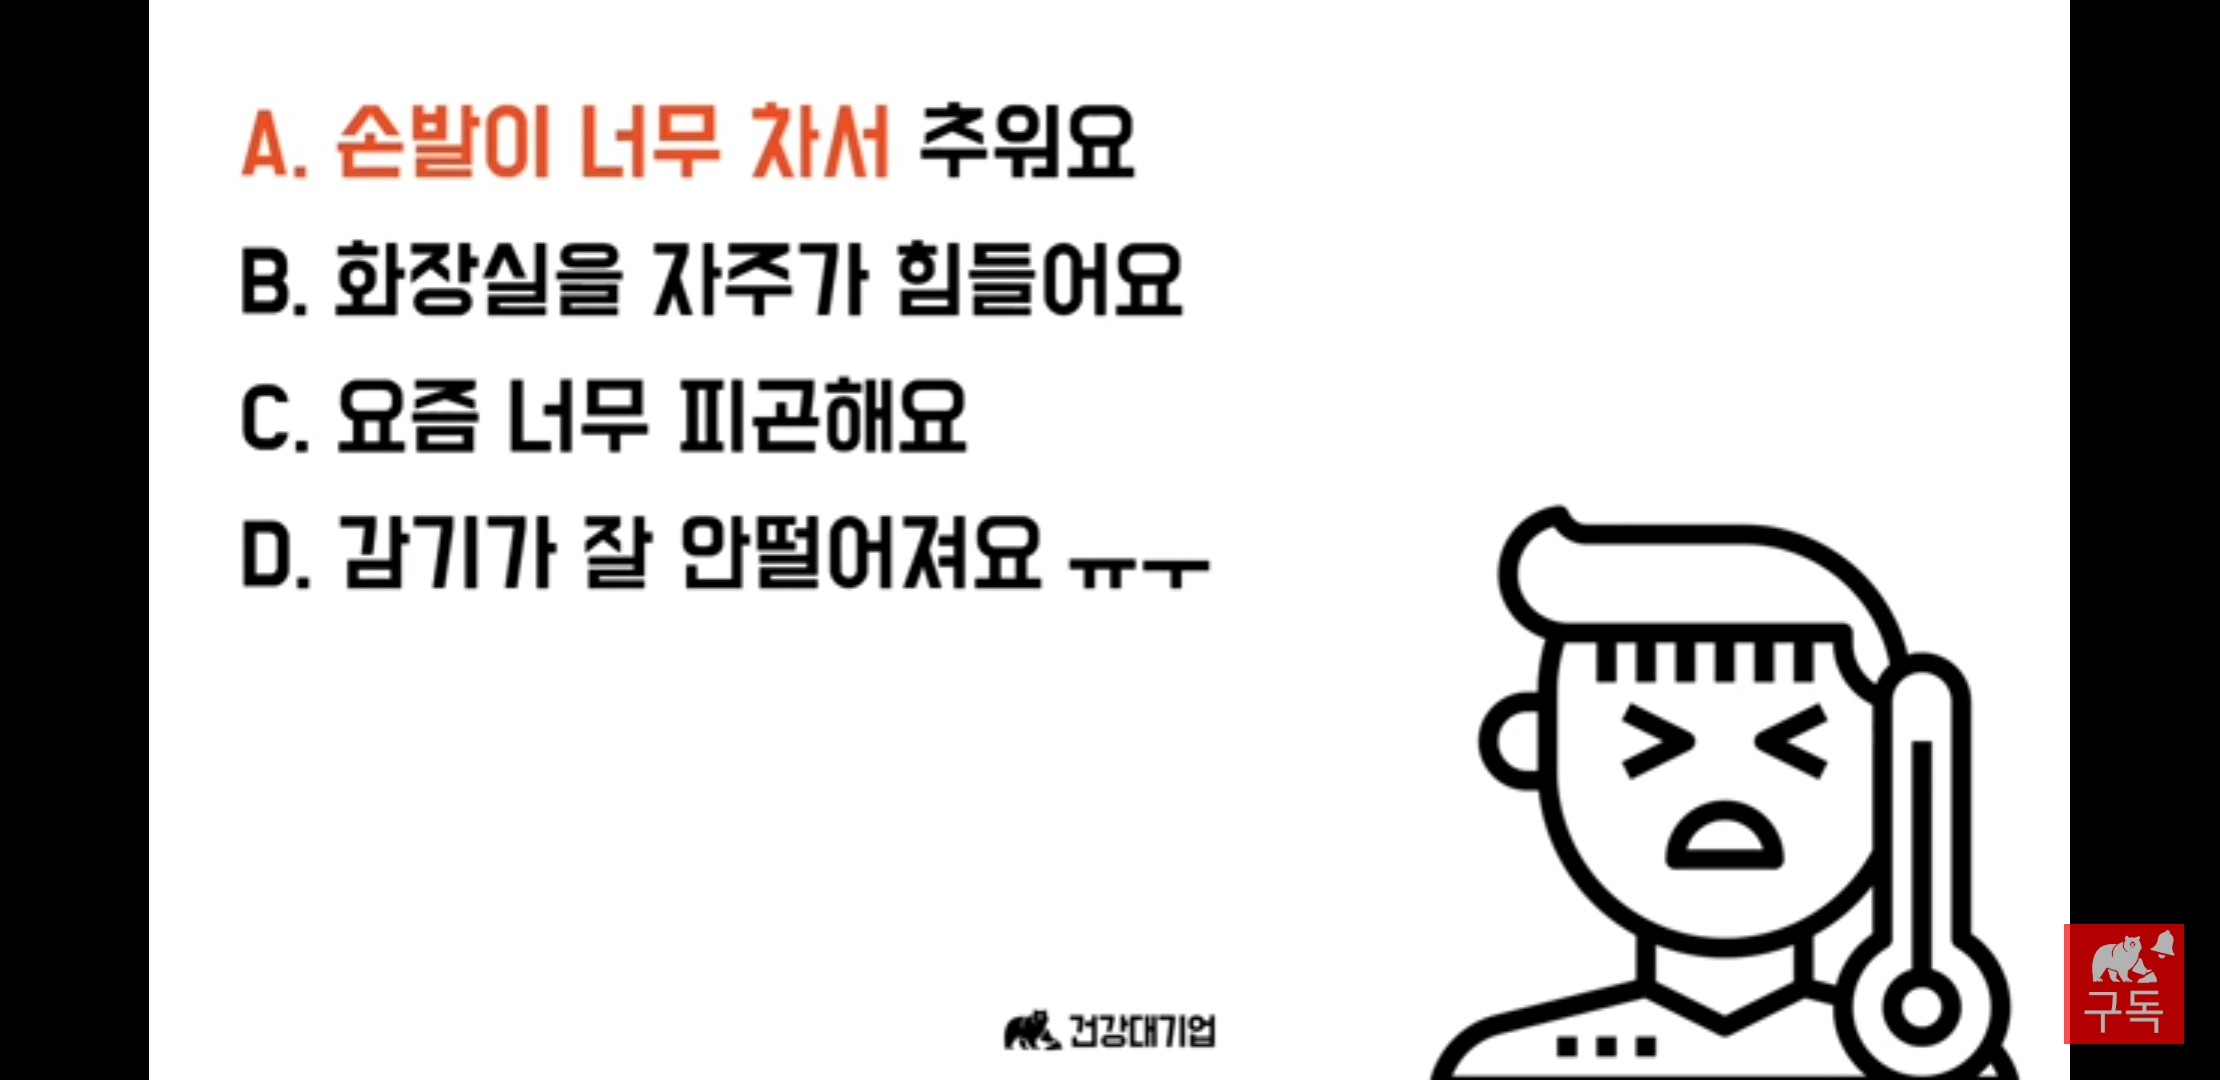 A. 손발이 너무 차서 추워요
B. 화장실을 자주가 힘들어요
C. 요즘 너무 피곤해요
D. 감기가 잘 안떨어져요 ㅠㅜ
건강대기업
구독